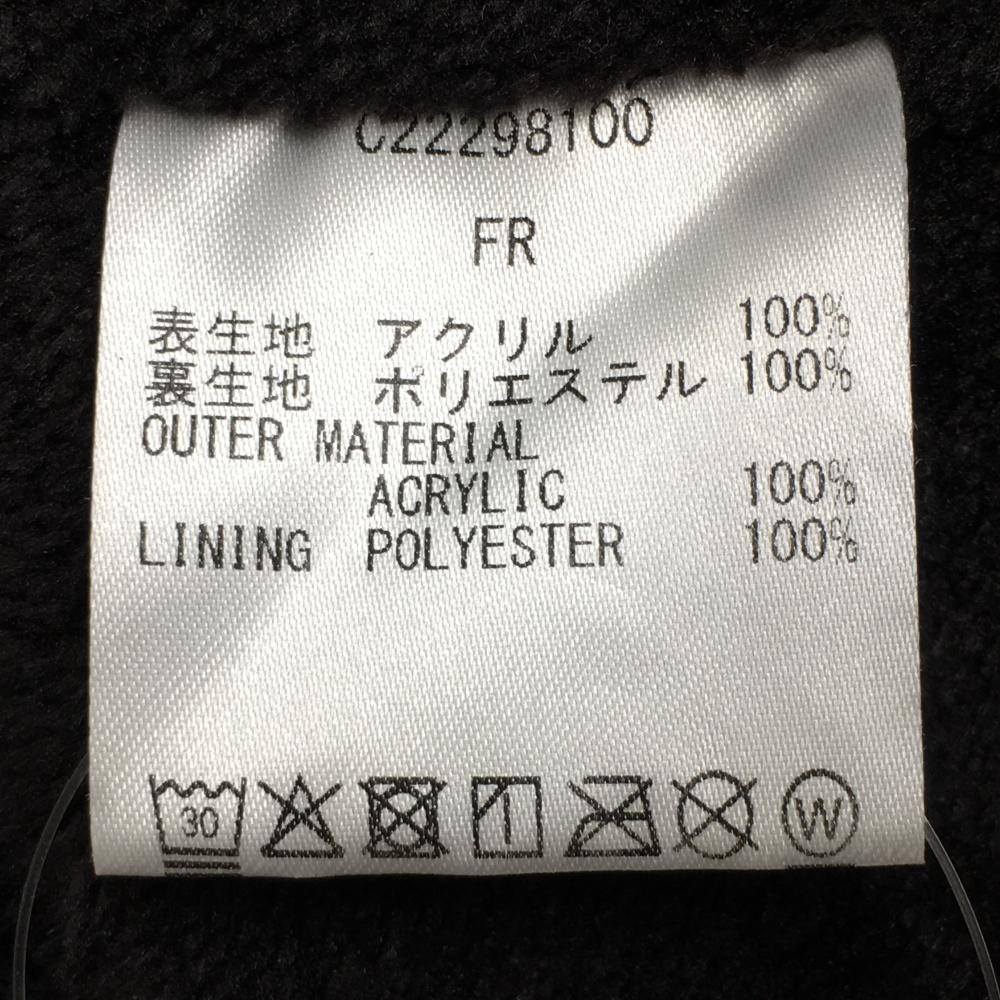 C22298100
FR
表生地 アクリル 100%
裏生地 ポリエステル 100%
OUTER MATERIAL
ACRYLIC 100%
LINING POLYESTER 100%
30
W